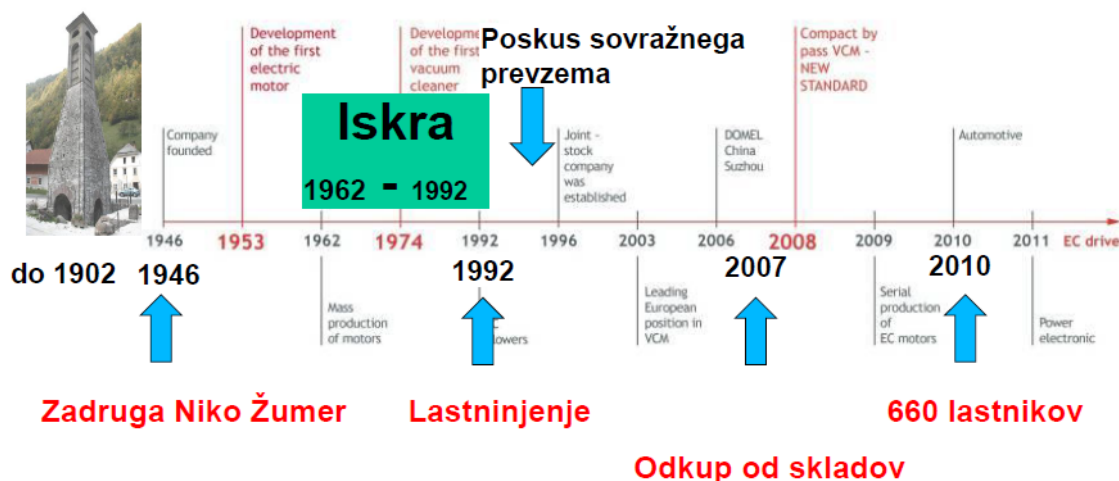 Development
of the first
electric
motor
Development
of the first
vacuum
cleaner
Poskus sovražnega
prevzema
Compact by
pass VCM -
NEW
STANDARD
Iskra
1962 - 1992
Company
founded
Joint -
stock
company
was
established
DOMEL
China
Suzhou
Automotive
1946 1953 1962 1974 1992 1996 2003 2006 2008 2009 2010 2011 EC drive
do 1902 1946 1992 2007 2010
Mass
production
of motors
lowers
Leading
European
position in
VCM
Serial
production
of
EC motors
Power
electronic
Zadruga Niko Žumer Lastninjenje 660 lastnikov
Odkup od skladov